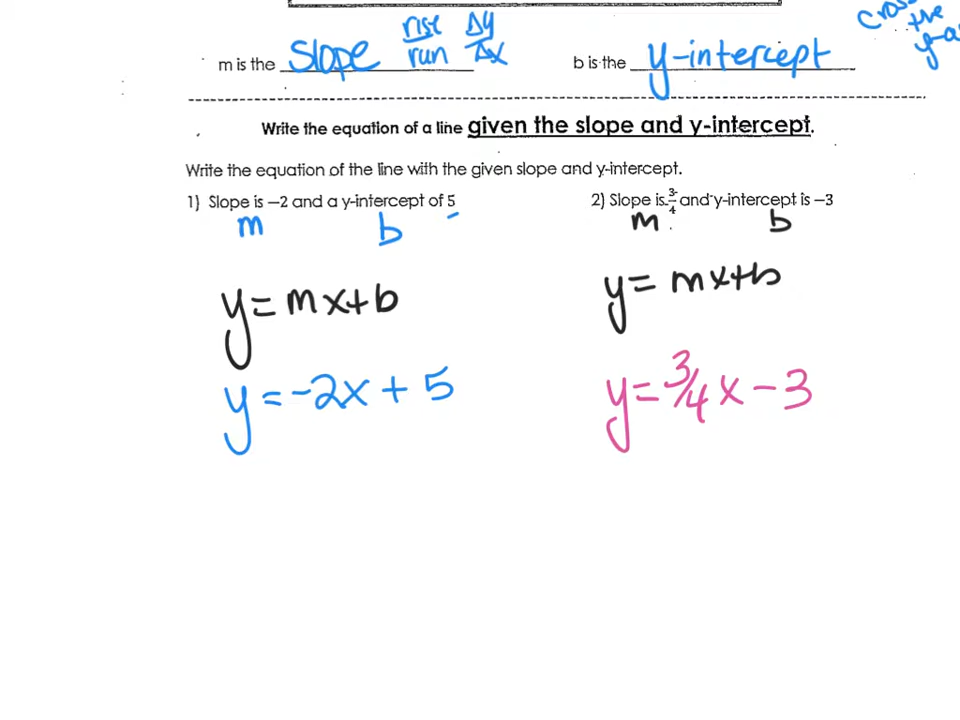 cross
the
y-a
rise Δy
m is the slope run Δx b is the y-intercept
Write the equation of a line given the slope and y-intercept.
Write the equation of the line with the given slope and y-intercept.
1) Slope is −2 and a y-intercept of 5 2) Slope is 3/4 and y-intercept is −3
m b m b
y = mx+b y = mx+b
y = -2x + 5 y = 3/4 x - 3